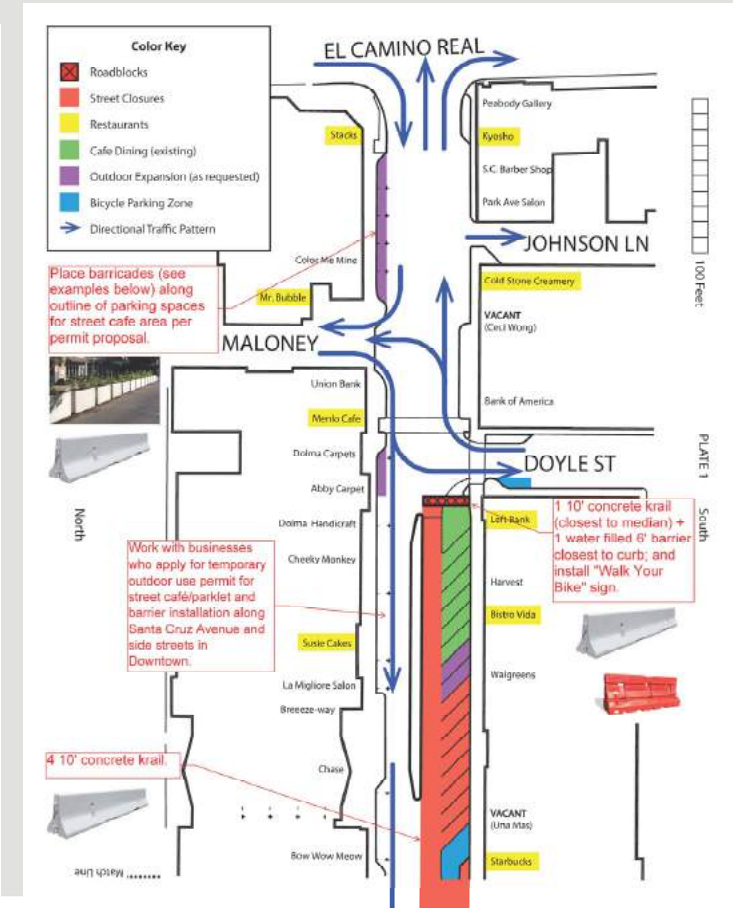 Color Key
Roadblocks
Street Closures
Restaurants
Cafe Dining (existing)
Outdoor Expansion (as requested)
Bicycle Parking Zone
Directional Traffic Pattern
EL CAMINO REAL
Peabody Gallery
Stacks
Kyosho
S.C. Barber Shop
Park Ave Salon
JOHNSON LN
100 Feet
Color Me Mine
Place barricades (see
examples below) along
outline of parking spaces
for street cafe area per
permit proposal.
Mr. Bubble
Cold Stone Creamery
VACANT
(Cecil Wong)
MALONEY
Union Bank
Menlo Cafe
Bank of America
Dolma Carpets
DOYLE ST
PLATE 1
Abby Carpet
North
South
Dolma Handicraft
Cheeky Monkey
Loft Bank
1 10' concrete krail
(closest to median) +
1 water filled 6' barrier
closest to curb; and
install "Walk Your
Bike" sign.
Work with businesses
who apply for temporary
outdoor use permit for
street café/parklet and
barrier installation along
Santa Cruz Avenue and
side streets in
Downtown.
Harvest
Bistro Vida
Susie Cakes
Walgreens
La Migliore Salon
Breeeze-way
4 10' concrete krail.
Chase
VACANT
(Una Mas)
Bow Wow Meow
Starbucks
Match Line